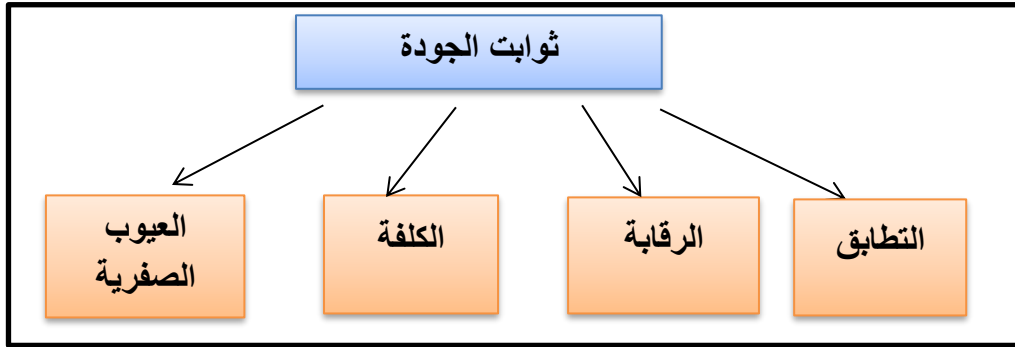 ثوابت الجودة
التطابق
الرقابة
الكلفة
العيوب
الصفرية